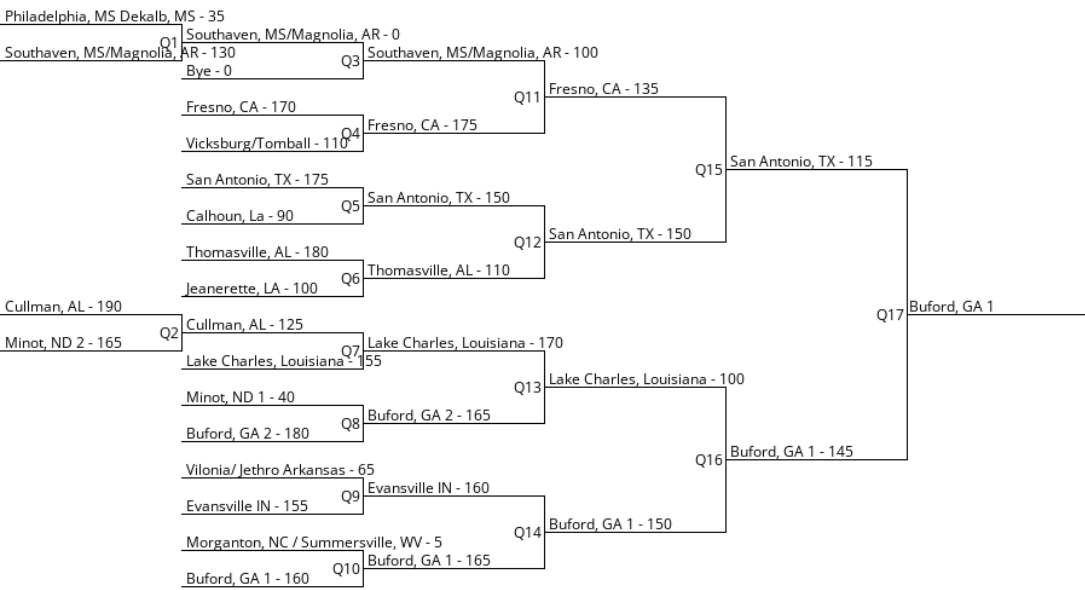 Philadelphia, MS Dekalb, MS - 35
Q1
Southaven, MS/Magnolia, AR - 0
Southaven, MS/Magnolia, AR - 130
Q3
Southaven, MS/Magnolia, AR - 100
Bye - 0
Q11
Fresno, CA - 135
Fresno, CA - 170
Q4
Fresno, CA - 175
Vicksburg/Tomball - 110
Q15
San Antonio, TX - 115
San Antonio, TX - 175
Q5
San Antonio, TX - 150
Calhoun, La - 90
Q12
San Antonio, TX - 150
Thomasville, AL - 180
Q6
Thomasville, AL - 110
Jeanerette, LA - 100
Cullman, AL - 190
Q17
Buford, GA 1
Q2
Cullman, AL - 125
Minot, ND 2 - 165
Q7
Lake Charles, Louisiana - 170
Lake Charles, Louisiana - 155
Q13
Lake Charles, Louisiana - 100
Minot, ND 1 - 40
Q8
Buford, GA 2 - 165
Buford, GA 2 - 180
Q16
Buford, GA 1 - 145
Vilonia/ Jethro Arkansas - 65
Q9
Evansville IN - 160
Evansville IN - 155
Q14
Buford, GA 1 - 150
Morganton, NC / Summersville, WV - 5
Q10
Buford, GA 1 - 165
Buford, GA 1 - 160